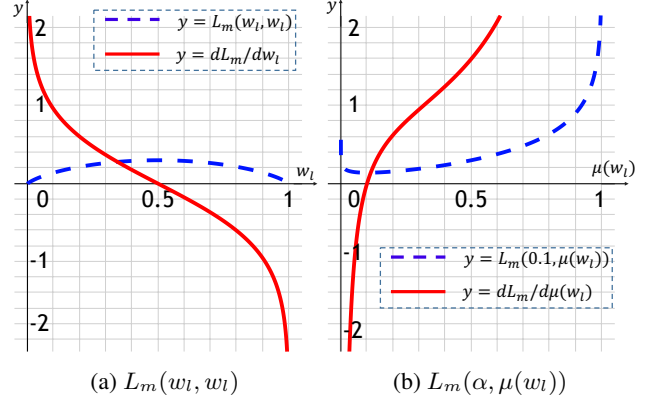 y
y = L_m(w_l, w_l)
y = dL_m/dw_l
2
1
w_l
0
0.5
1
-1
-2
(a) L_m(w_l, w_l)
y
2
1
0
0.5
1
μ(w_l)
-1
y = L_m(0.1, μ(w_l))
y = dL_m/dμ(w_l)
-2
(b) L_m(α, μ(w_l))